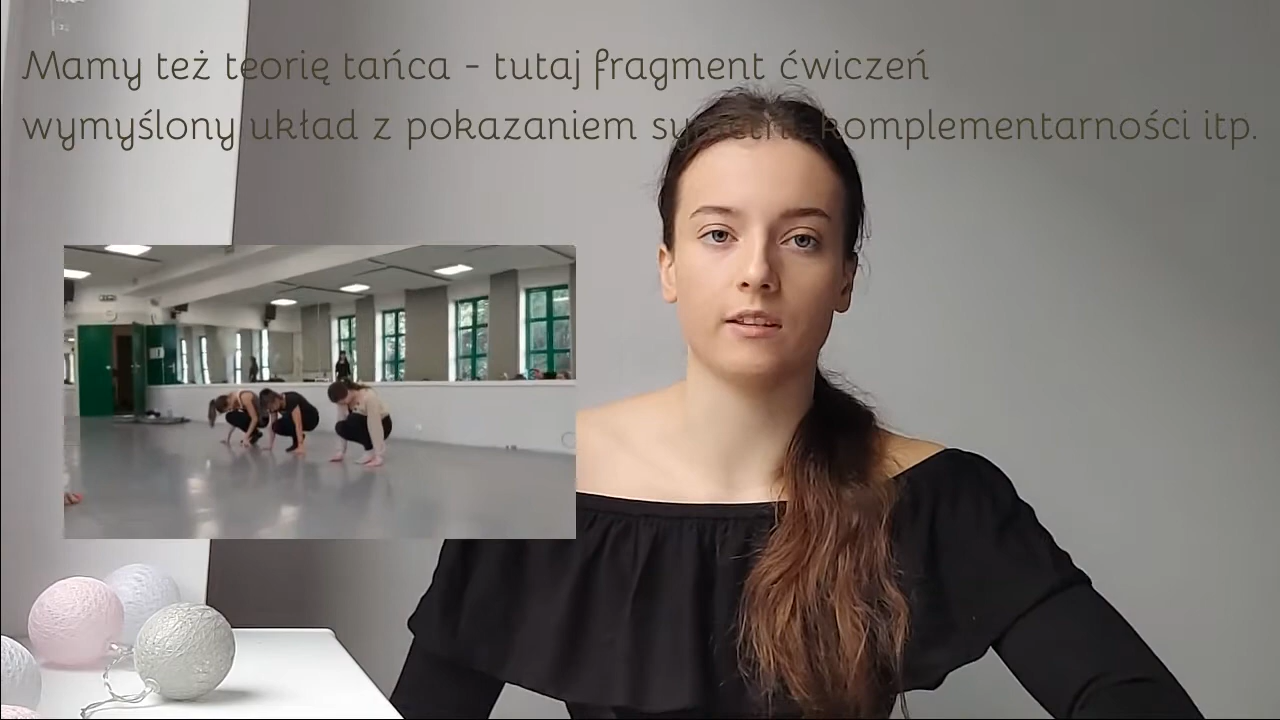 Mamy też teorię tańca - tutaj fragment ćwiczeń
wymyślony układ z pokazaniem komplementarności itp.